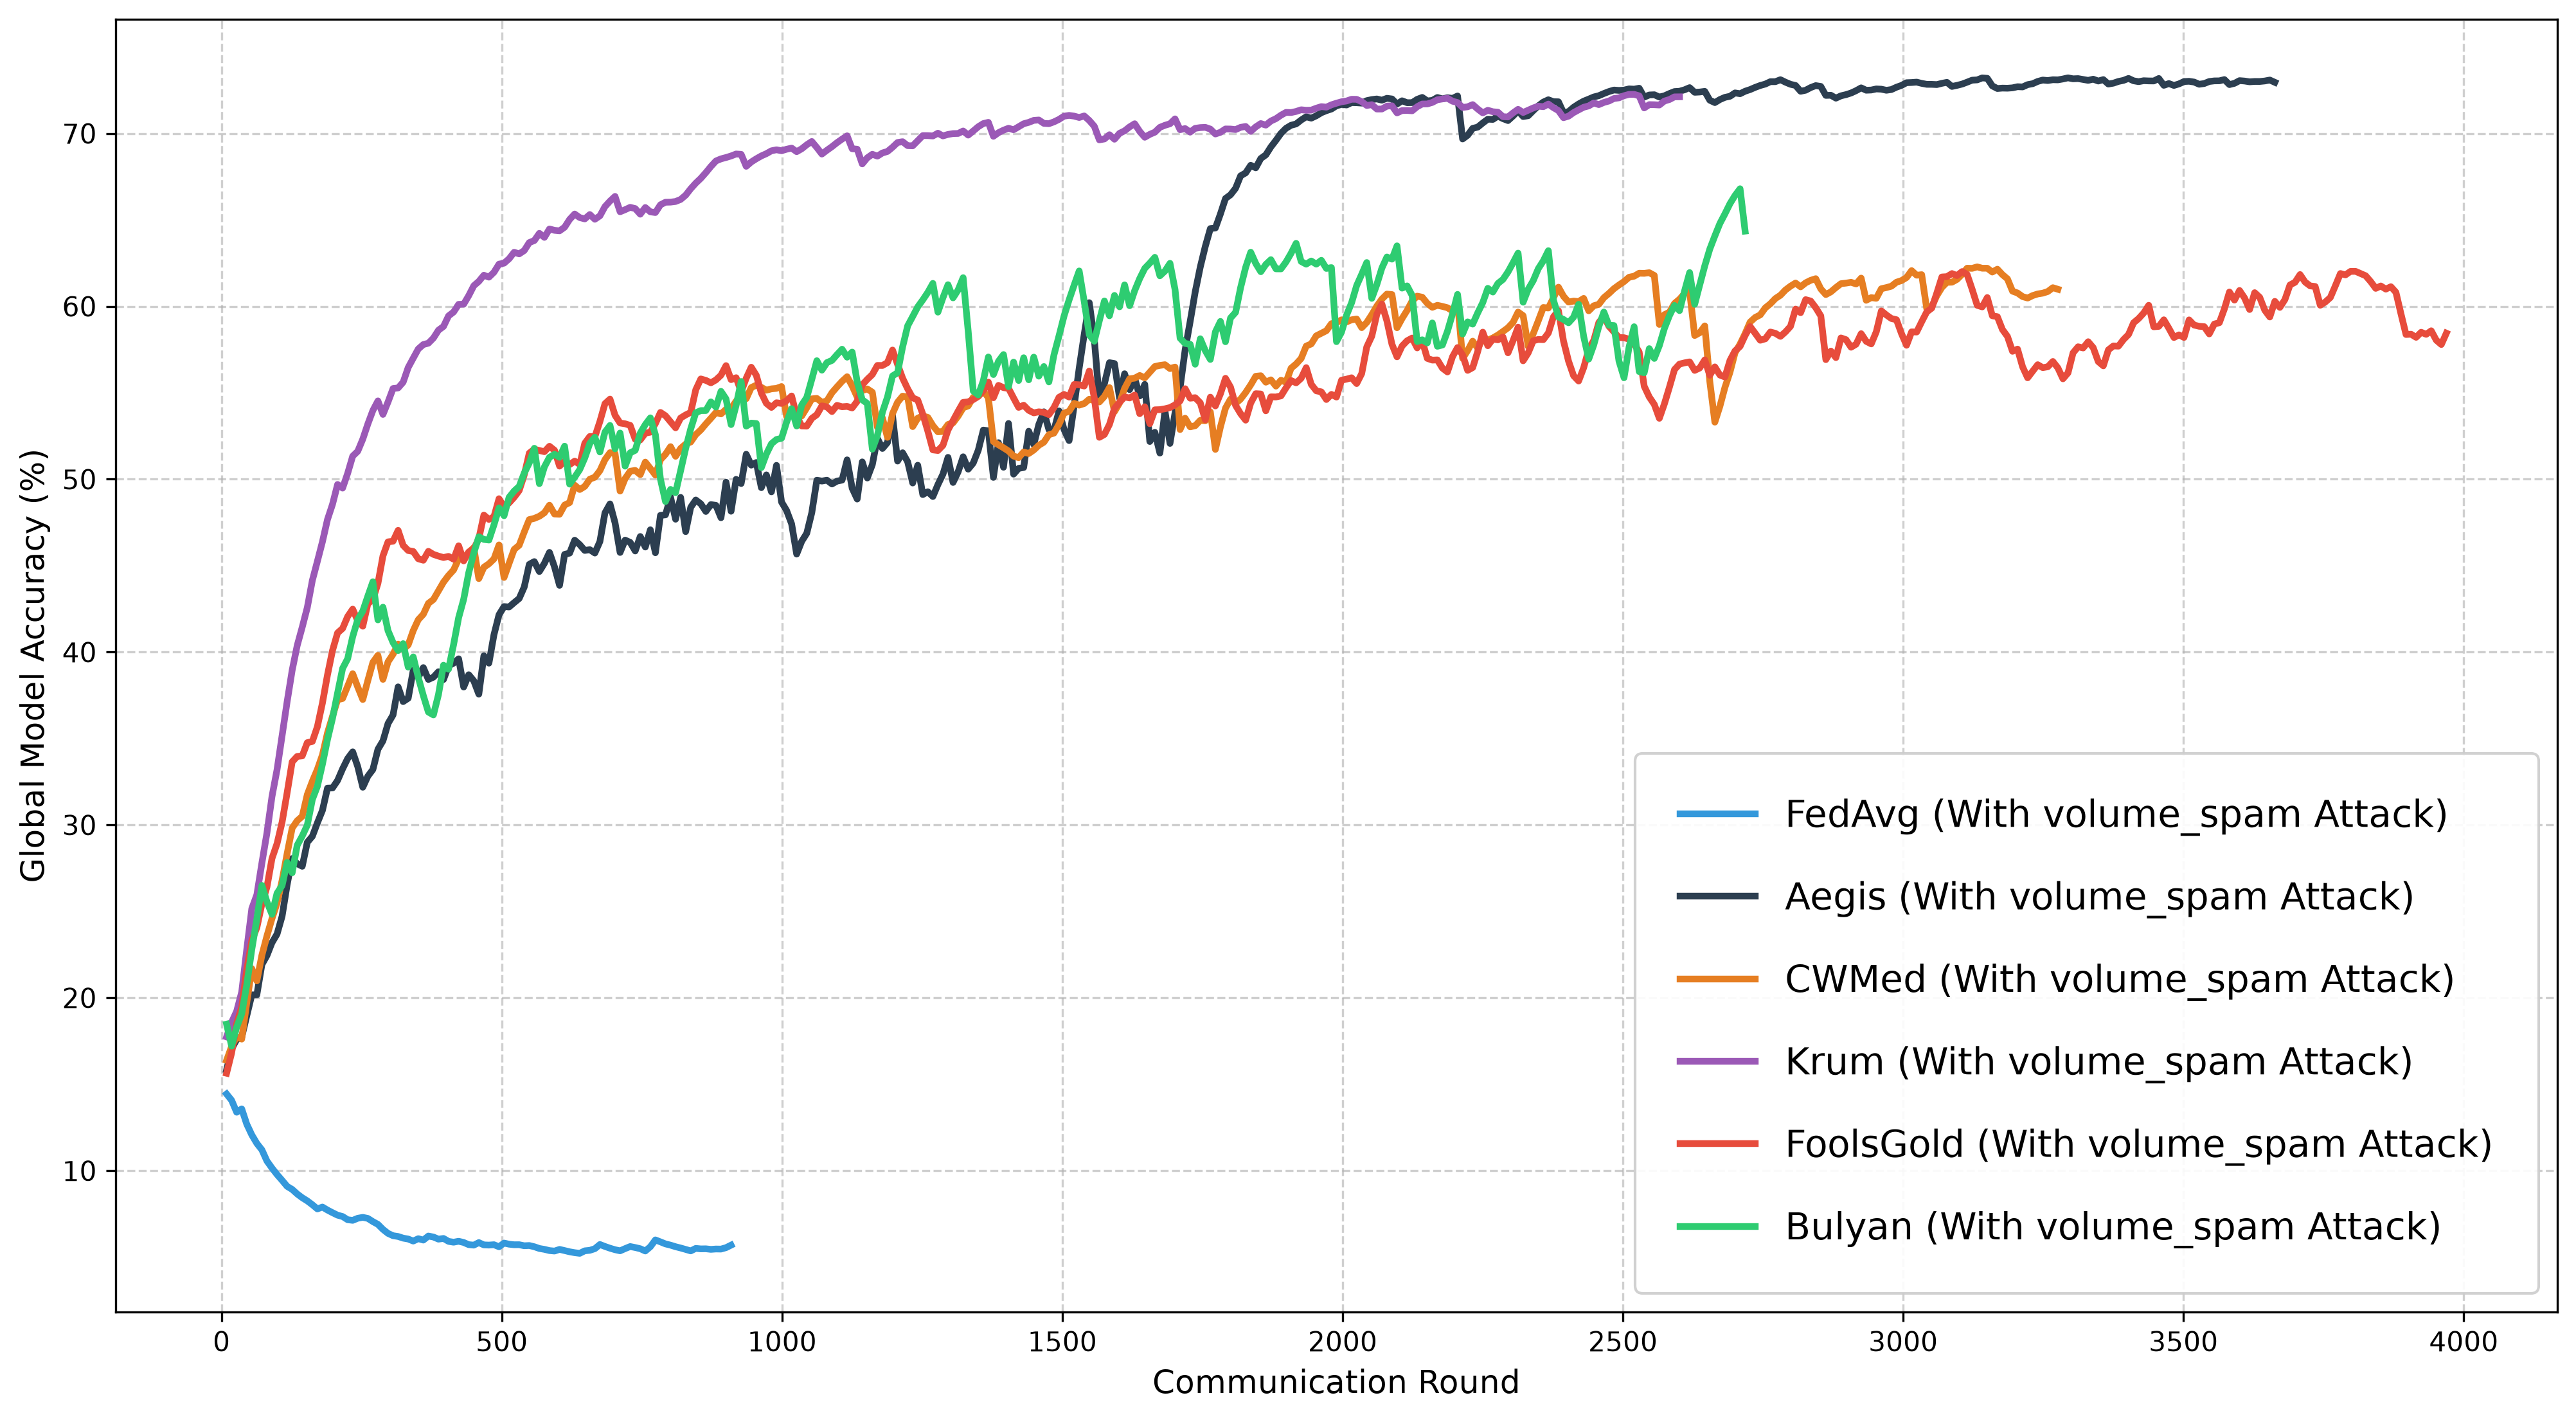 70
60
50
40
30
20
10
Global Model Accuracy (%)
0 500 1000 1500 2000 2500 3000 3500 4000
Communication Round
FedAvg (With volume_spam Attack)
Aegis (With volume_spam Attack)
CWMed (With volume_spam Attack)
Krum (With volume_spam Attack)
FoolsGold (With volume_spam Attack)
Bulyan (With volume_spam Attack)